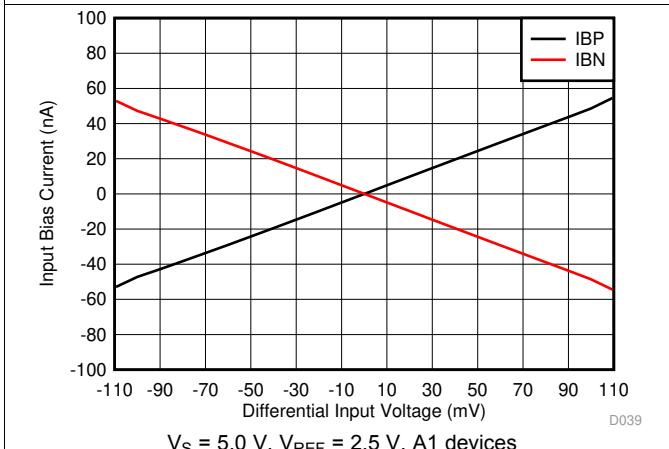 100
80
60
40
20
0
-20
-40
-60
-80
-100
Input Bias Current (nA)
IBP
IBN
-110 -90 -70 -50 -30 -10 10 30 50 70 90 110
Differential Input Voltage (mV)
D039
VS = 5.0 V, VREF = 2.5 V, A1 devices